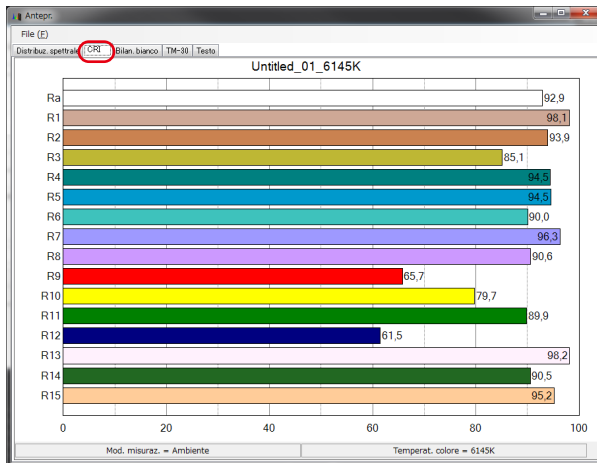 Antepr.
File (F)
Distribuz. spettrale CRI Bilan. bianco TM-30 Testo
Untitled_01_6145K
Ra 92,9
R1 98,1
R2 93,9
R3 85,1
R4 94,5
R5 94,5
R6 90,0
R7 96,3
R8 90,6
R9 65,7
R10 79,7
R11 89,9
R12 61,5
R13 98,2
R14 90,5
R15 95,2
0 20 40 60 80 100
Mod. misuraz. = Ambiente Temperat. colore = 6145K